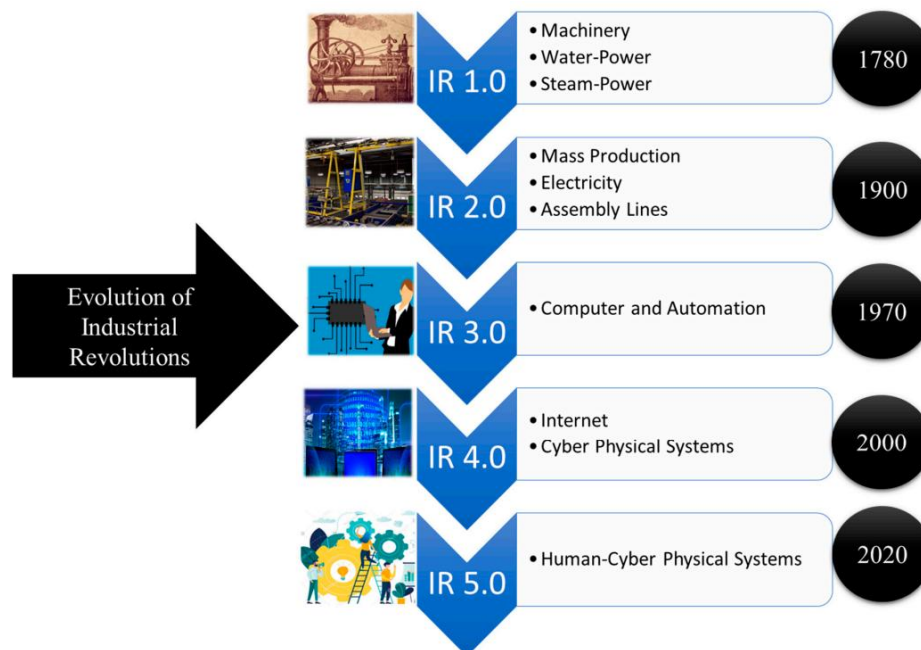 Evolution of
Industrial
Revolutions
IR 1.0
• Machinery
• Water-Power
• Steam-Power
1780
IR 2.0
• Mass Production
• Electricity
• Assembly Lines
1900
IR 3.0
• Computer and Automation
1970
IR 4.0
• Internet
• Cyber Physical Systems
2000
IR 5.0
• Human-Cyber Physical Systems
2020